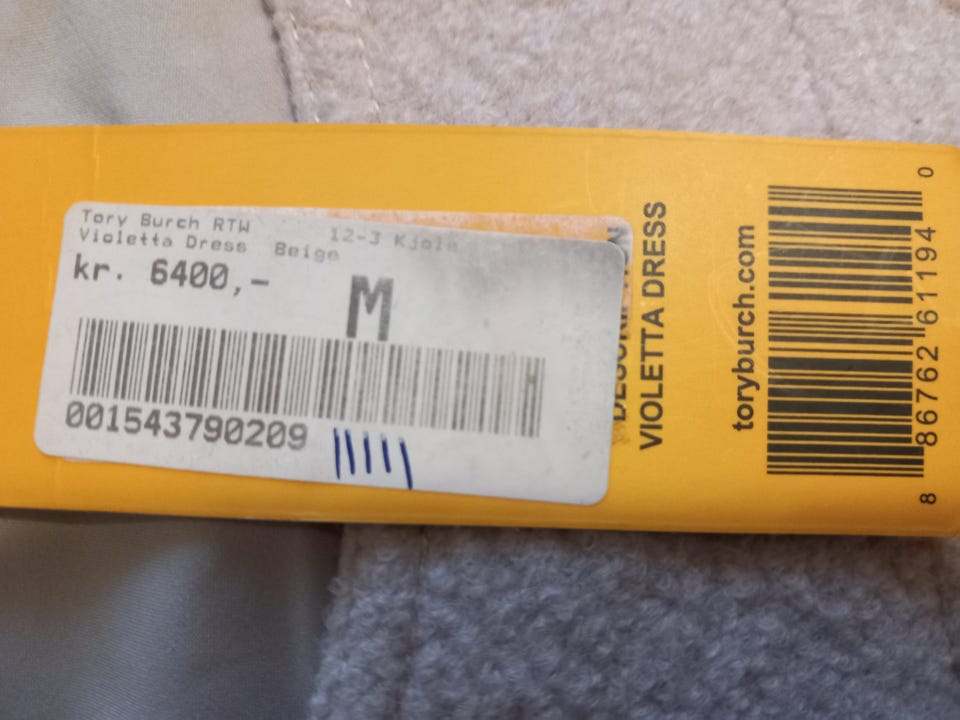 Tory Burch RTW 12-3 Kjole
Violetta Dress Beige
kr. 6400,-
M
001543790209
VIOLETTA DRESS
toryburch.com
8 86762 61194 0